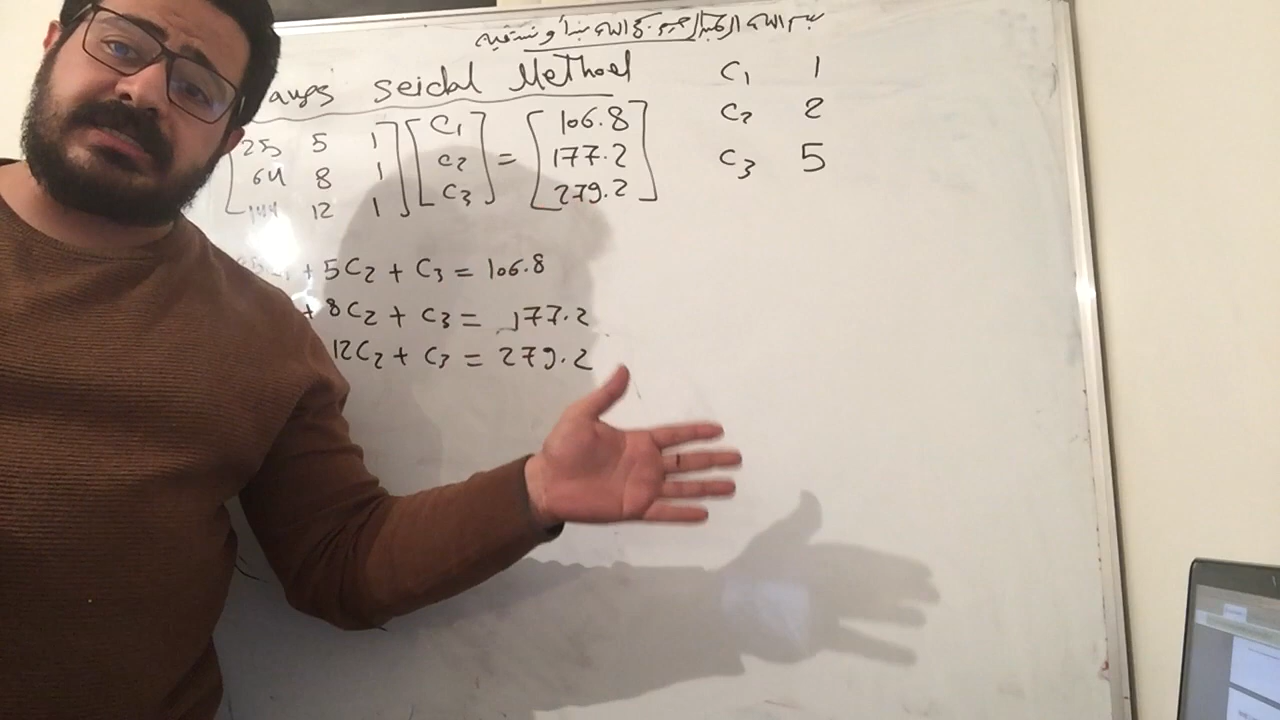 بسم الله الرحمن الرحيم
seidal Method
[25 5 1] [C1] = [106.8]
[64 8 1] [C2] [177.2]
[144 12 1] [C3] [279.2]
C1 1
C2 2
C3 5
+ 5C2 + C3 = 106.8
+ 8C2 + C3 = 177.2
12C2 + C3 = 279.2